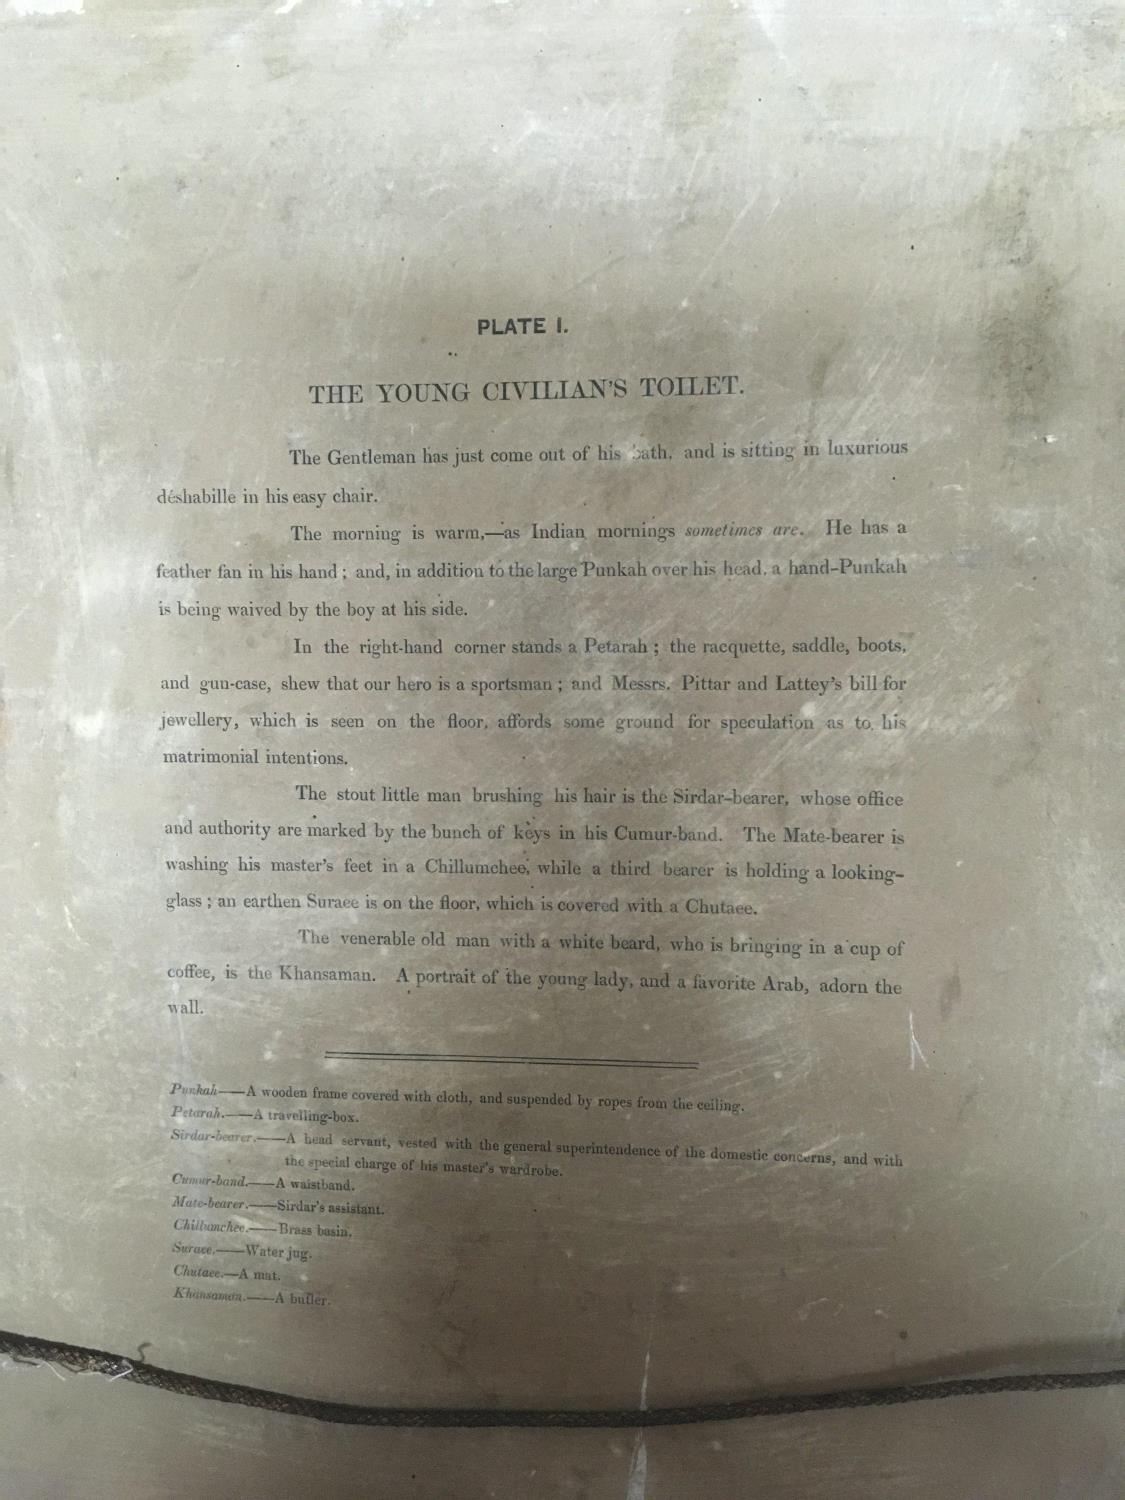 PLATE I.
THE YOUNG CIVILIAN'S TOILET.
The Gentleman has just come out of his bath, and is sitting in luxurious
déshabille in his easy chair.
The morning is warm,—as Indian mornings sometimes are. He has a
feather fan in his hand; and, in addition to the large Punkah over his head, a hand-Punkah
is being waived by the boy at his side.
In the right-hand corner stands a Petarah; the racquette, saddle, boots,
and gun-case, shew that our hero is a sportsman; and Messrs. Pittar and Lattey's bill for
jewellery, which is seen on the floor, affords some ground for speculation as to his
matrimonial intentions.
The stout little man brushing his hair is the Sirdar-bearer, whose office
and authority are marked by the bunch of keys in his Cumur-band. The Mate-bearer is
washing his master's feet in a Chillumchee, while a third bearer is holding a looking-
glass; an earthen Suraee is on the floor, which is covered with a Chutaee.
The venerable old man with a white beard, who is bringing in a cup of
coffee, is the Khansaman. A portrait of the young lady, and a favorite Arab, adorn the
wall.
Punkah—A wooden frame covered with cloth, and suspended by ropes from the ceiling.
Petarah.—A travelling-box.
Sirdar-bearer.—A head servant, vested with the general superintendence of the domestic concerns, and with
the special charge of his master's wardrobe.
Cumur-band.—A waistband.
Mate-bearer.—Sirdar's assistant.
Chillumchee.—Brass basin.
Suraee.—Water jug.
Chutaee.—A mat.
Khansaman.—A butler.